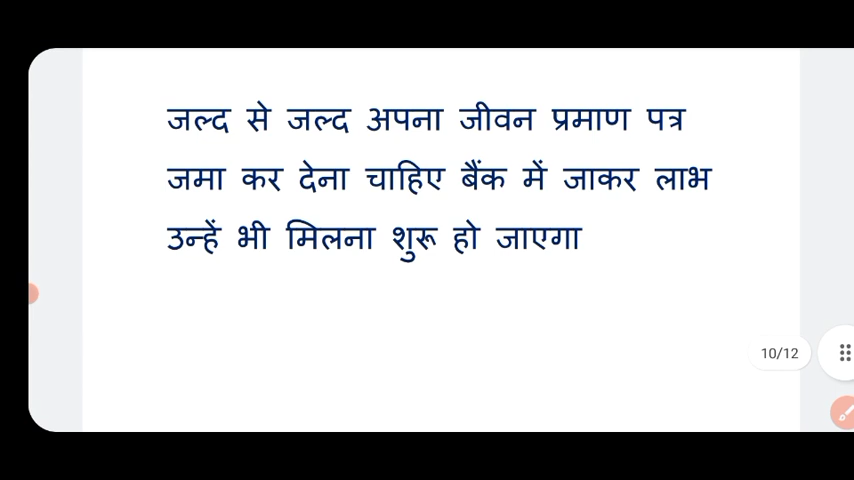 जल्द से जल्द अपना जीवन प्रमाण पत्र
जमा कर देना चाहिए बैंक में जाकर लाभ
उन्हें भी मिलना शुरू हो जाएगा
10/12